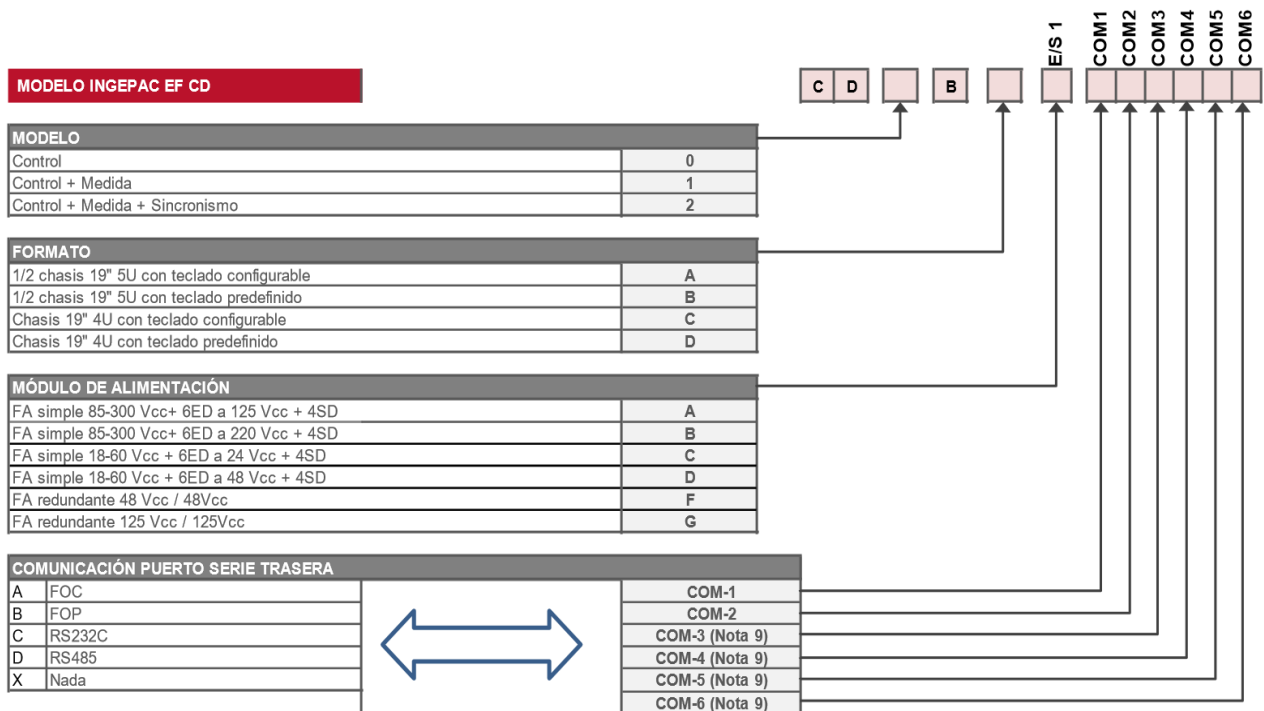 E/S 1 COM1 COM2 COM3 COM4 COM5 COM6
MODELO INGEPAC EF CD C D B
MODELO
Control 0
Control + Medida 1
Control + Medida + Sincronismo 2
FORMATO
1/2 chasis 19" 5U con teclado configurable A
1/2 chasis 19" 5U con teclado predefinido B
Chasis 19" 4U con teclado configurable C
Chasis 19" 4U con teclado predefinido D
MÓDULO DE ALIMENTACIÓN
FA simple 85-300 Vcc+ 6ED a 125 Vcc + 4SD A
FA simple 85-300 Vcc+ 6ED a 220 Vcc + 4SD B
FA simple 18-60 Vcc + 6ED a 24 Vcc + 4SD C
FA simple 18-60 Vcc + 6ED a 48 Vcc + 4SD D
FA redundante 48 Vcc / 48Vcc F
FA redundante 125 Vcc / 125Vcc G
COMUNICACIÓN PUERTO SERIE TRASERA
A FOC COM-1
B FOP COM-2
C RS232C COM-3 (Nota 9)
D RS485 COM-4 (Nota 9)
X Nada COM-5 (Nota 9)
COM-6 (Nota 9)